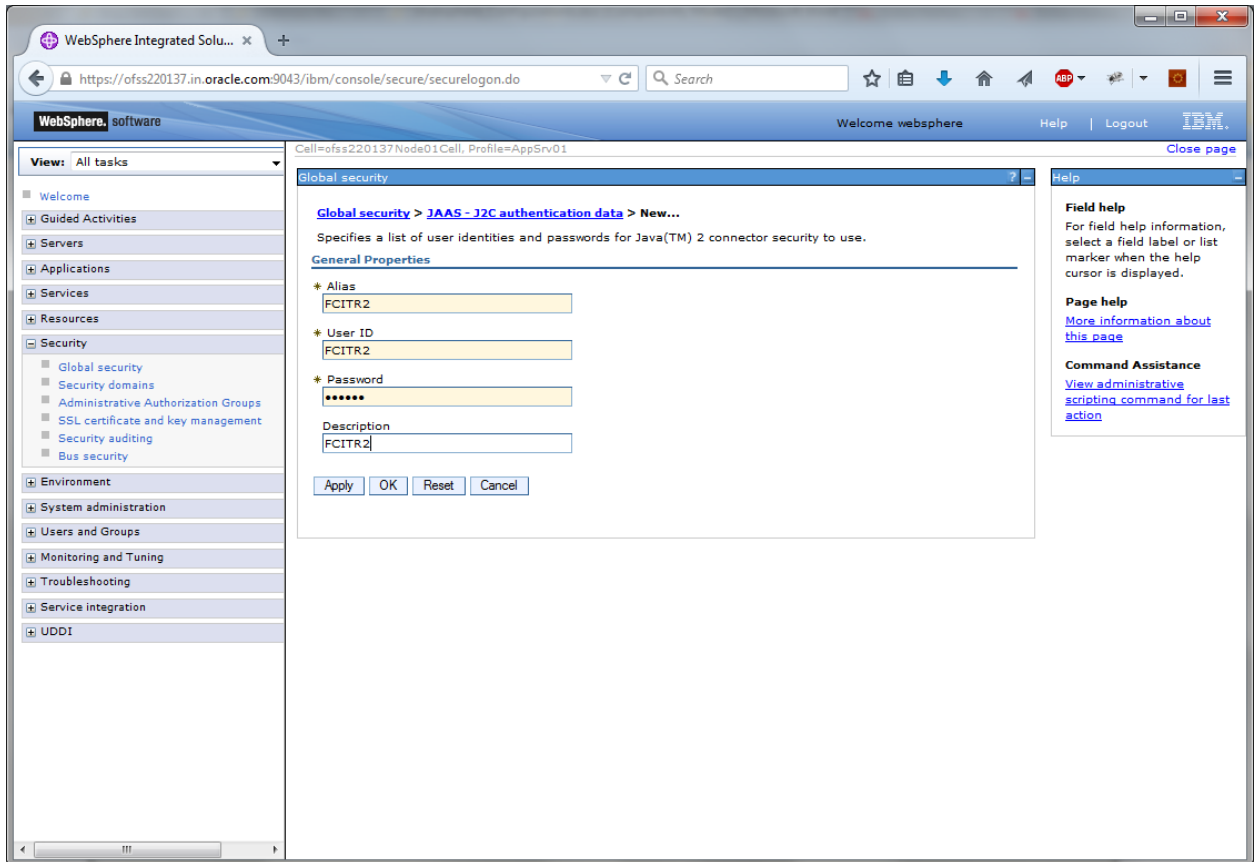 WebSphere Integrated Solu... ×
https://ofss220137.in.oracle.com:9043/ibm/console/secure/securelogon.do
Search
ABP
WebSphere. software
Welcome websphere
Help | Logout
IBM.
View: All tasks
Cell=ofss220137Node01Cell, Profile=AppSrv01
Close page
Welcome
Guided Activities
Servers
Applications
Services
Resources
Security
Global security
Security domains
Administrative Authorization Groups
SSL certificate and key management
Security auditing
Bus security
Environment
System administration
Users and Groups
Monitoring and Tuning
Troubleshooting
Service integration
UDDI
Global security ? -
Global security > JAAS - J2C authentication data > New...
Specifies a list of user identities and passwords for Java(TM) 2 connector security to use.
General Properties
* Alias
FCITR2
* User ID
FCITR2
* Password
••••••
Description
FCITR2
Apply OK Reset Cancel
Help -
Field help
For field help information,
select a field label or list
marker when the help
cursor is displayed.
Page help
More information about
this page
Command Assistance
View administrative
scripting command for last
action